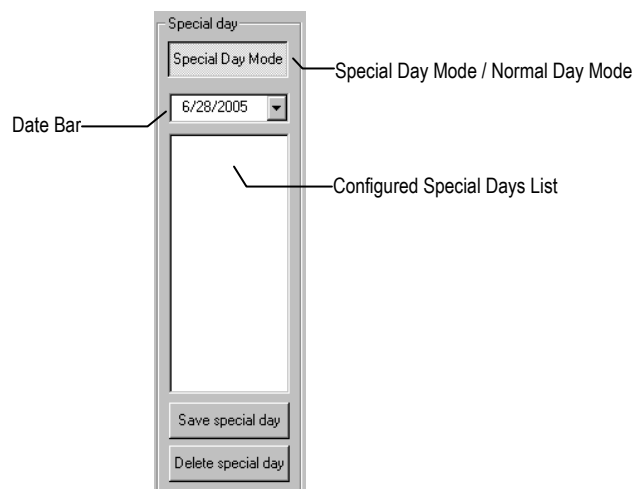 Special day
Special Day Mode
Special Day Mode / Normal Day Mode
6/28/2005
Date Bar
Configured Special Days List
Save special day
Delete special day